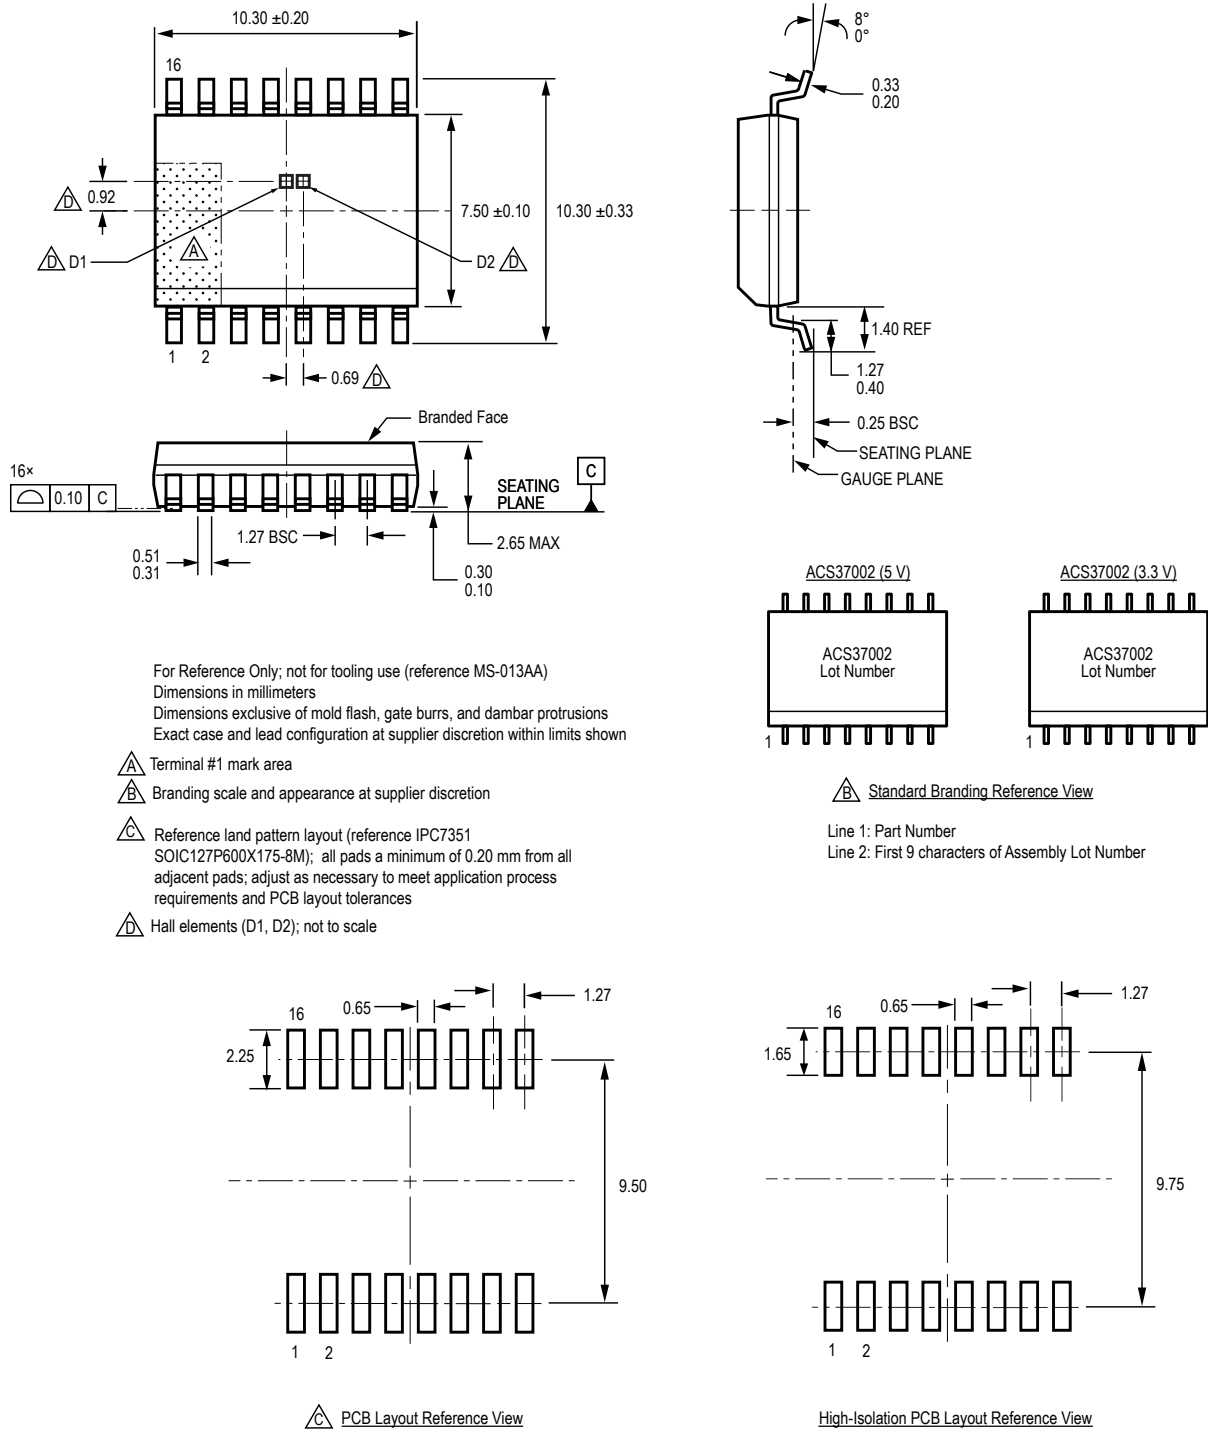 10.30 ±0.20
16
D 0.92
D D1
A
D2 D
7.50 ±0.10
10.30 ±0.33
1 2
0.69 D
8°
0°
0.33
0.20
1.40 REF
1.27
0.40
0.25 BSC
SEATING PLANE
GAUGE PLANE
Branded Face
16×
0.10 C
C
SEATING
PLANE
1.27 BSC
2.65 MAX
0.51
0.31
0.30
0.10
For Reference Only; not for tooling use (reference MS-013AA)
Dimensions in millimeters
Dimensions exclusive of mold flash, gate burrs, and dambar protrusions
Exact case and lead configuration at supplier discretion within limits shown
A Terminal #1 mark area
B Branding scale and appearance at supplier discretion
C Reference land pattern layout (reference IPC7351
SOIC127P600X175-8M); all pads a minimum of 0.20 mm from all
adjacent pads; adjust as necessary to meet application process
requirements and PCB layout tolerances
D Hall elements (D1, D2); not to scale
ACS37002 (5 V)
ACS37002
Lot Number
1
ACS37002 (3.3 V)
ACS37002
Lot Number
1
B Standard Branding Reference View
Line 1: Part Number
Line 2: First 9 characters of Assembly Lot Number
16
0.65
1.27
2.25
9.50
1 2
C PCB Layout Reference View
16
0.65
1.27
1.65
9.75
1 2
High-Isolation PCB Layout Reference View